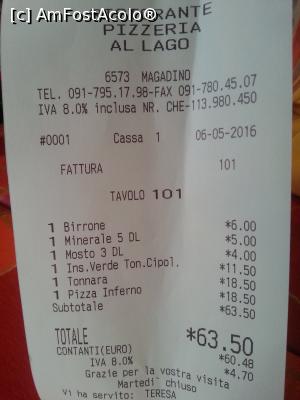 [c] AmFostAcolo®
RISTORANTE
PIZZERIA
AL LAGO
6573 MAGADINO
TEL. 091-795.17.98-FAX 091-780.45.07
IVA 8.0% inclusa NR. CHE-113.980.450
#0001 Cassa 1 06-05-2016
FATTURA 101
TAVOLO 101
1 Birrone *6.00
1 Minerale 5 DL *5.00
1 Mosto 3 DL *4.00
1 Ins.Verde Ton.Cipol. *11.50
1 Tonnara *18.50
1 Pizza Inferno *18.50
Subtotale *63.50
TOTALE *63.50
CONTANTI(EURO) *60.48
IVA 8.0% *4.70
Grazie per la vostra visita
Martedì chiuso
Vi ha servito: TERESA